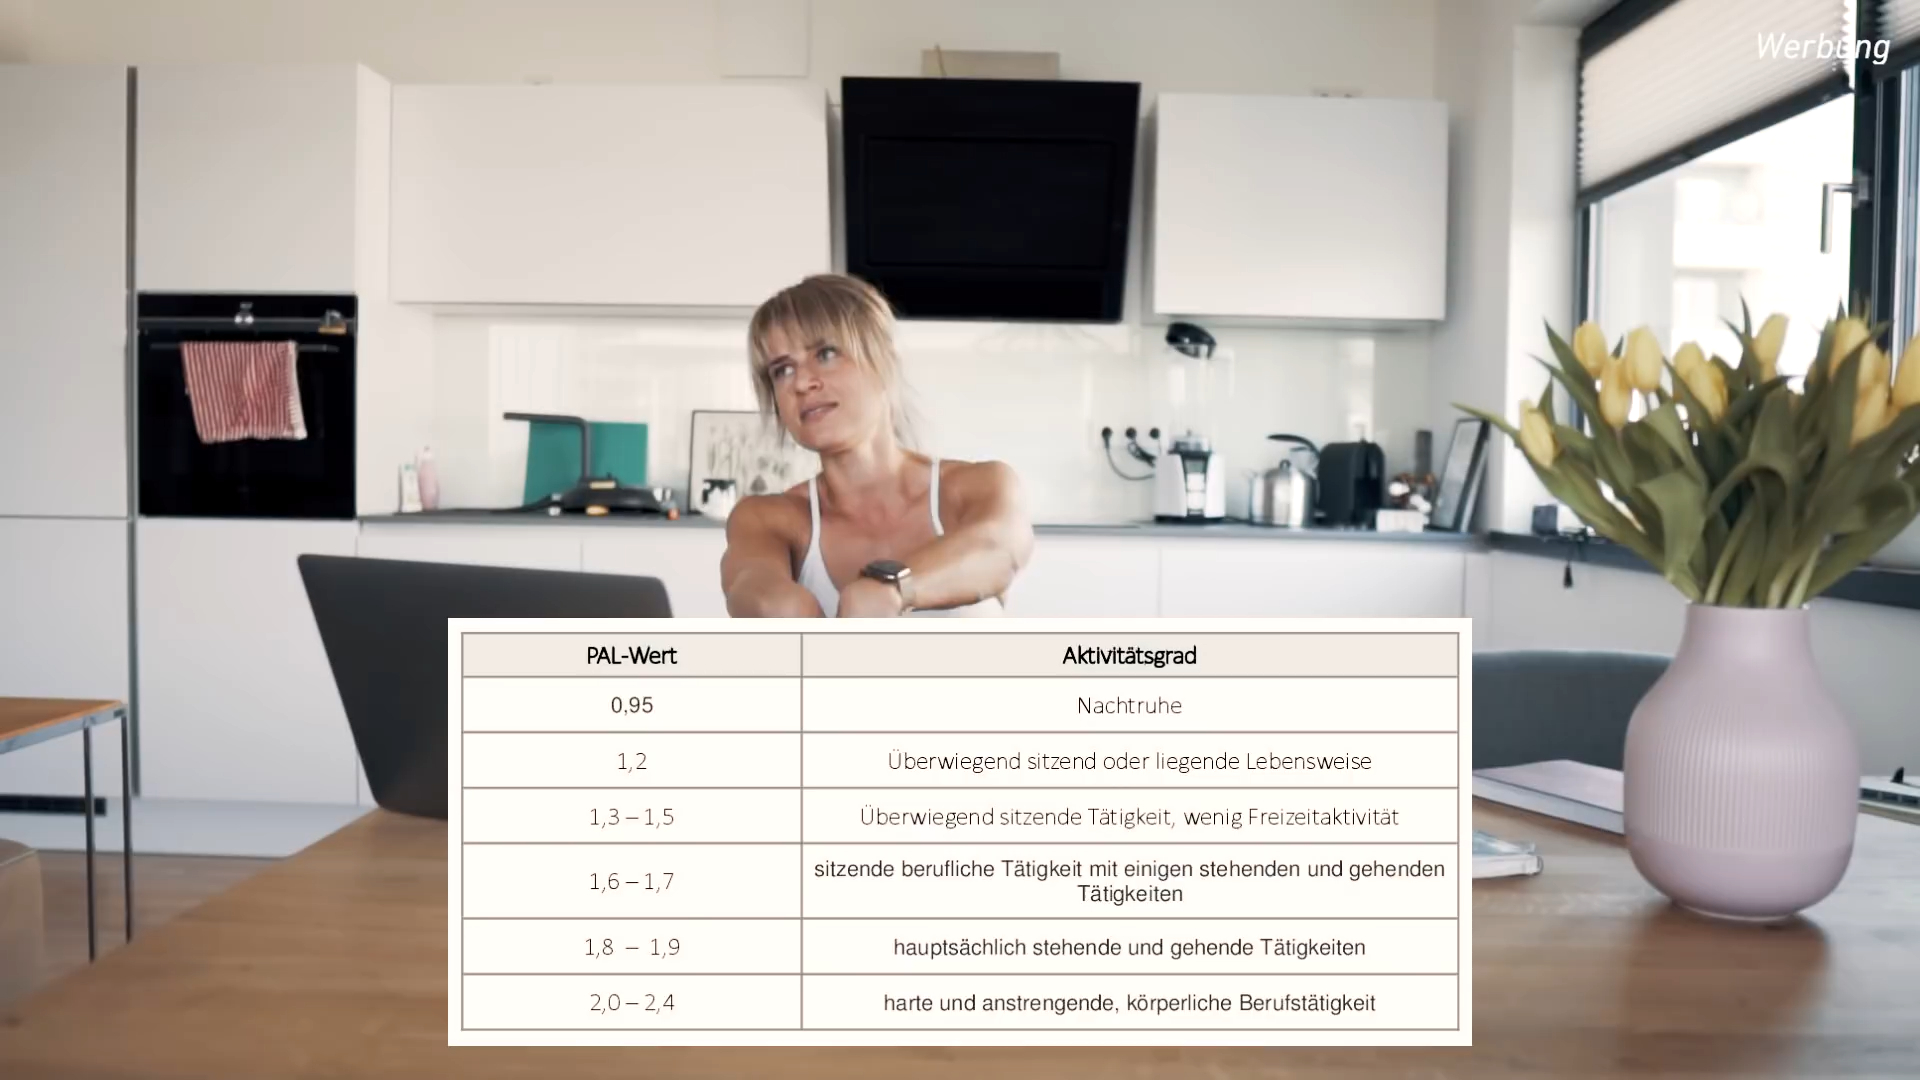 Werbung
PAL-Wert Aktivitätsgrad
0,95 Nachtruhe
1,2 Überwiegend sitzend oder liegende Lebensweise
1,3 – 1,5 Überwiegend sitzende Tätigkeit, wenig Freizeitaktivität
1,6 – 1,7 sitzende berufliche Tätigkeit mit einigen stehenden und gehenden
Tätigkeiten
1,8 – 1,9 hauptsächlich stehende und gehende Tätigkeiten
2,0 – 2,4 harte und anstrengende, körperliche Berufstätigkeit